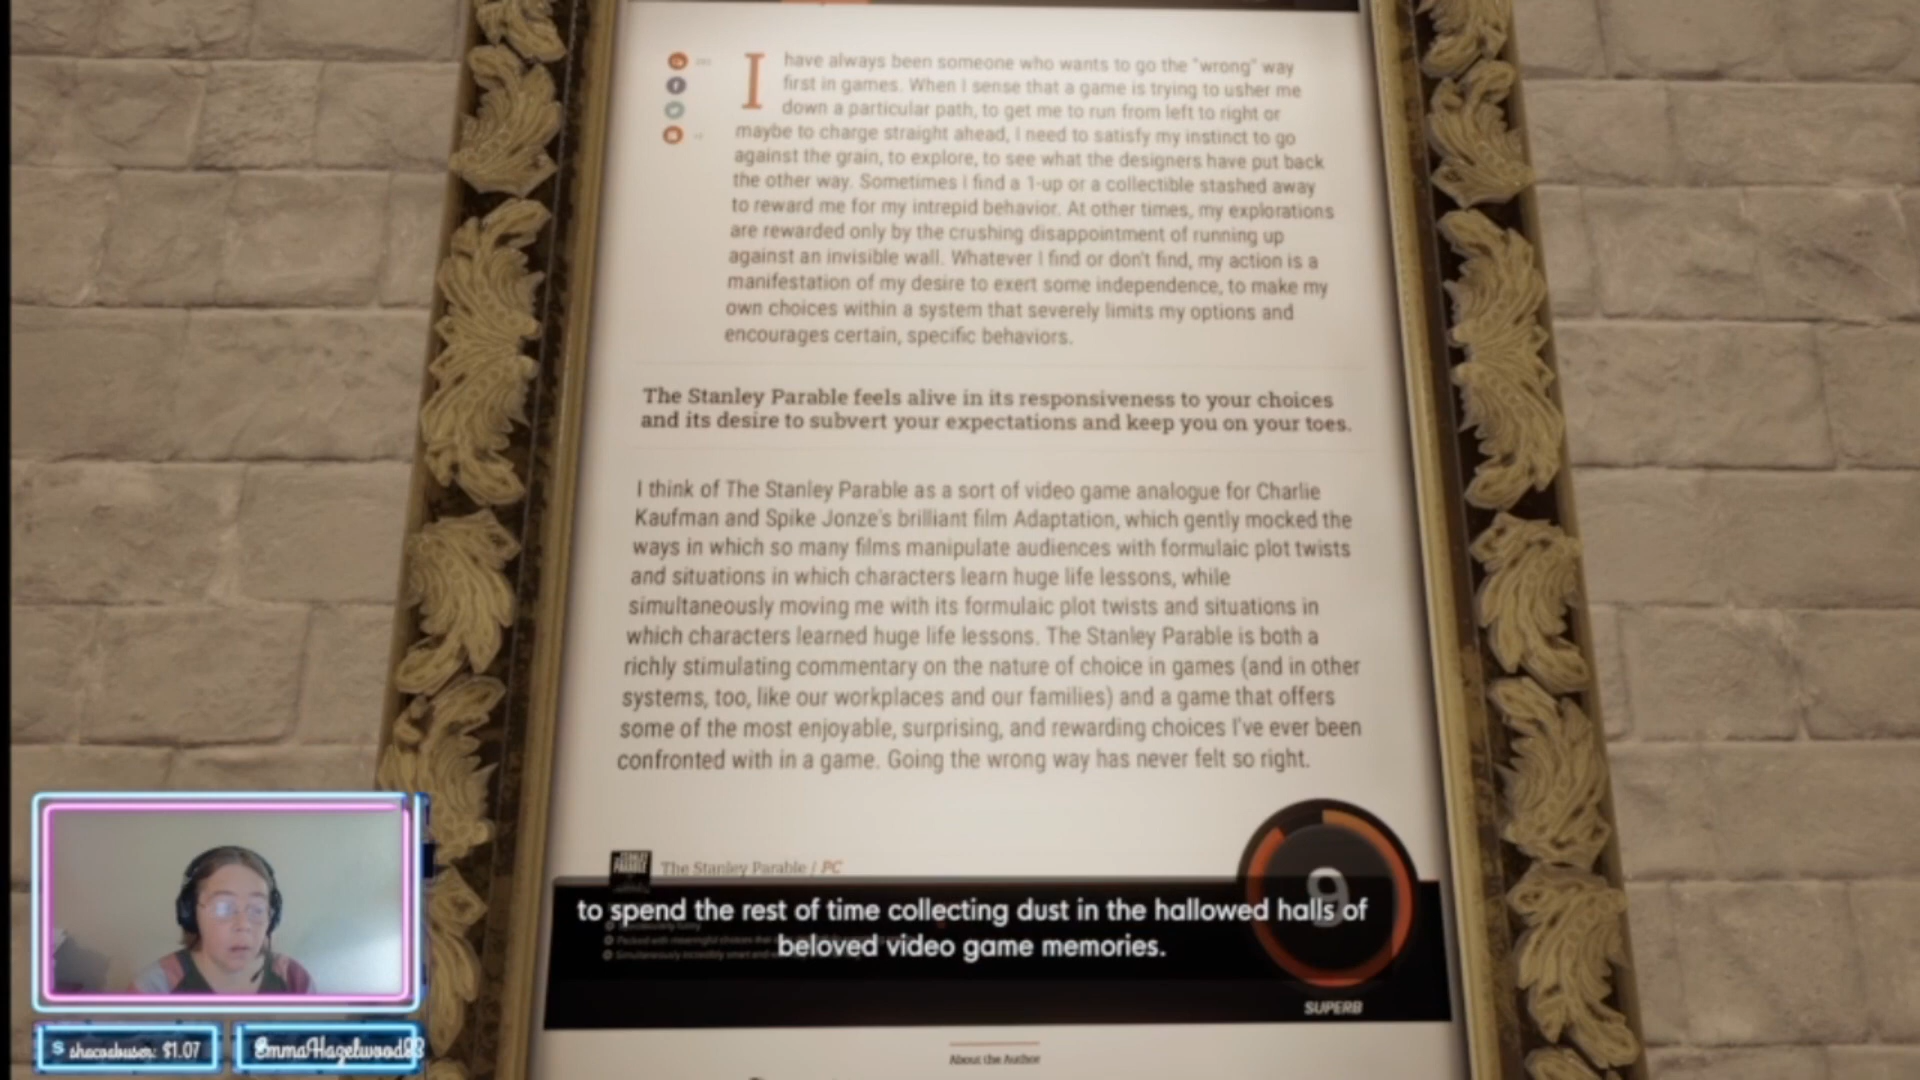 I have always been someone who wants to go the "wrong" way
first in games. When I sense that a game is trying to usher me
down a particular path, to get me to run from left to right or
maybe to charge straight ahead, I need to satisfy my instinct to go
against the grain, to explore, to see what the designers have put back
the other way. Sometimes I find a 1-up or a collectible stashed away
to reward me for my intrepid behavior. At other times, my explorations
are rewarded only by the crushing disappointment of running up
against an invisible wall. Whatever I find or don't find, my action is a
manifestation of my desire to exert some independence, to make my
own choices within a system that severely limits my options and
encourages certain, specific behaviors.
The Stanley Parable feels alive in its responsiveness to your choices
and its desire to subvert your expectations and keep you on your toes.
I think of The Stanley Parable as a sort of video game analogue for Charlie
Kaufman and Spike Jonze's brilliant film Adaptation, which gently mocked the
ways in which so many films manipulate audiences with formulaic plot twists
and situations in which characters learn huge life lessons, while
simultaneously moving me with its formulaic plot twists and situations in
which characters learned huge life lessons. The Stanley Parable is both a
richly stimulating commentary on the nature of choice in games (and in other
systems, too, like our workplaces and our families) and a game that offers
some of the most enjoyable, surprising, and rewarding choices I've ever been
confronted with in a game. Going the wrong way has never felt so right.
The Stanley Parable / PC
9
SUPERB
to spend the rest of time collecting dust in the hallowed halls of
beloved video game memories.
About the Author
$1.07